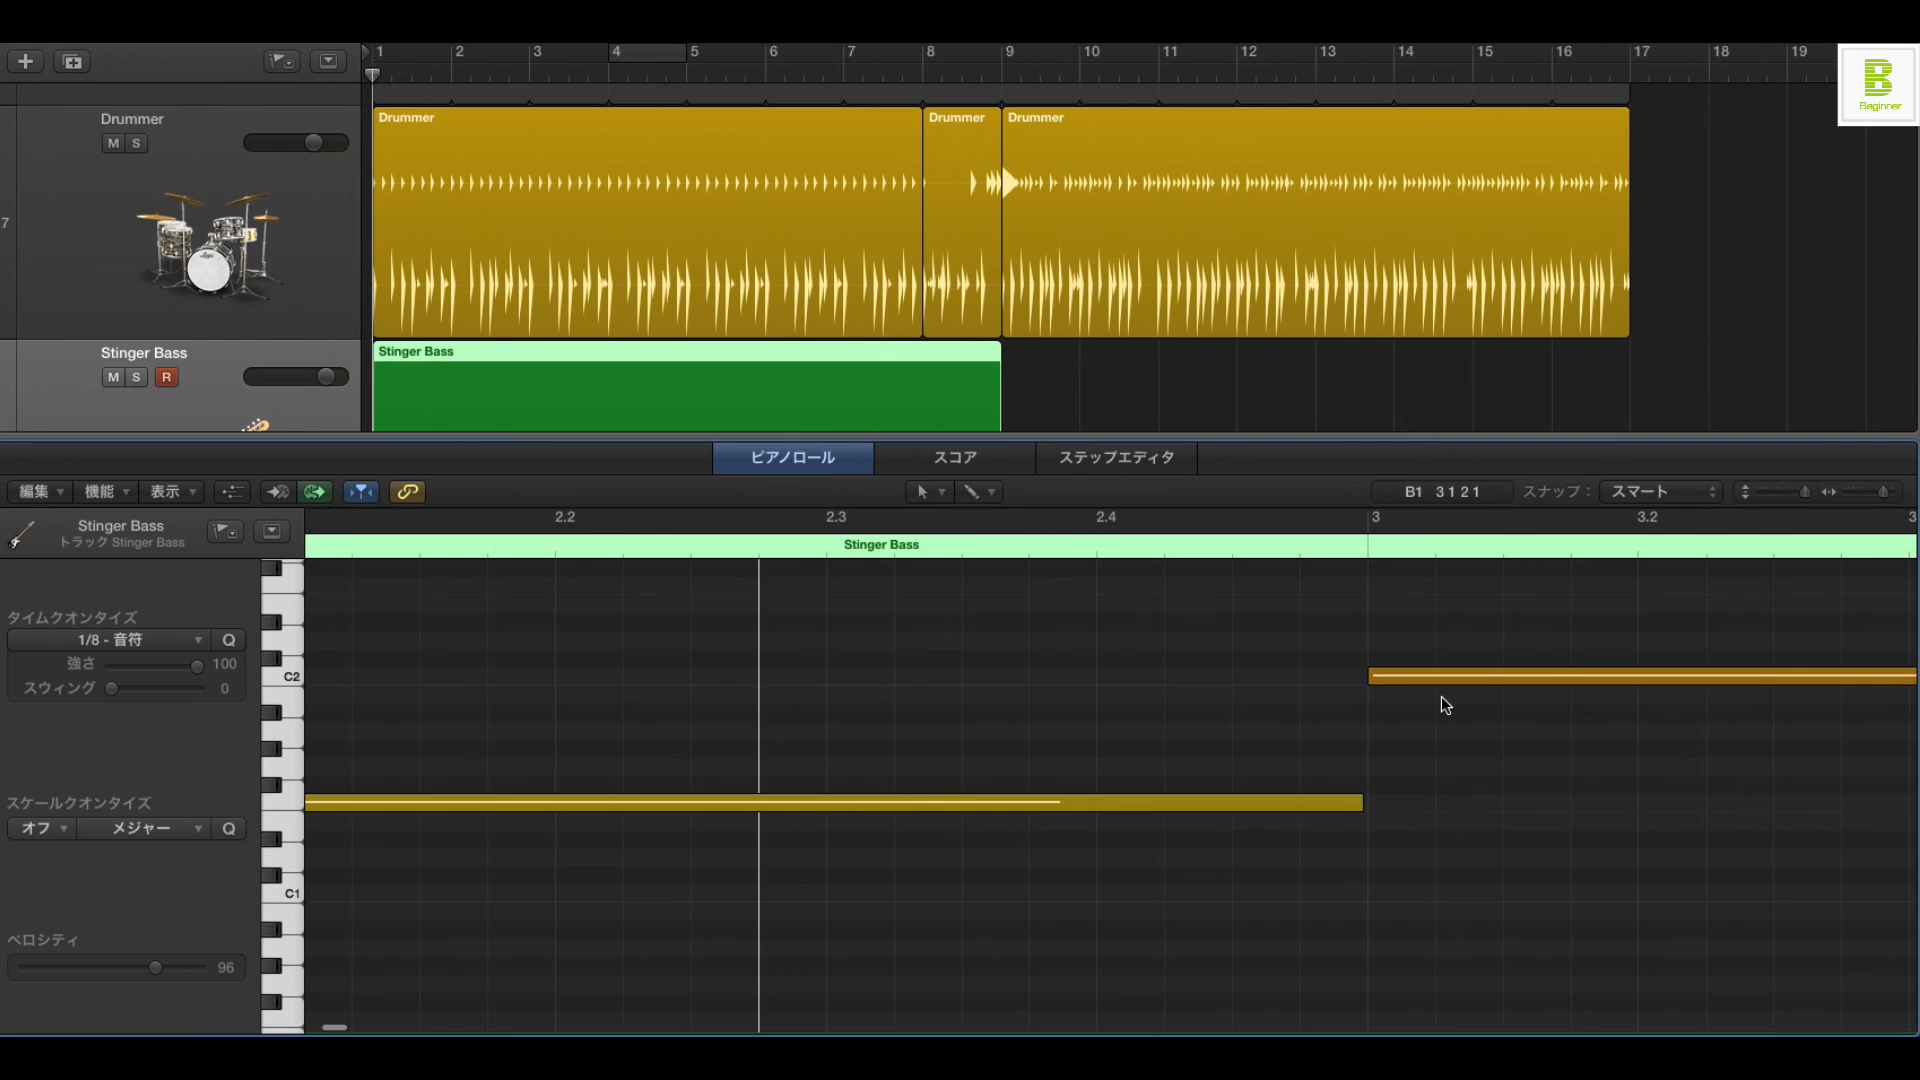 1 2 3 4 5 6 7 8 9 10 11 12 13 14 15 16 17 18 19
B
Baginner
Drummer
M S
7
Drummer Drummer Drummer
Stinger Bass
M S R
Stinger Bass
ピアノロール スコア ステップエディタ
編集 機能 表示
B1 3 1 2 1 スナップ： スマート
Stinger Bass
トラック Stinger Bass
2.2 2.3 2.4 3 3.2 3
Stinger Bass
タイムクオンタイズ
1/8 - 音符 Q
強さ 100
スウィング 0
C2
スケールクオンタイズ
オフ メジャー Q
C1
ベロシティ
96